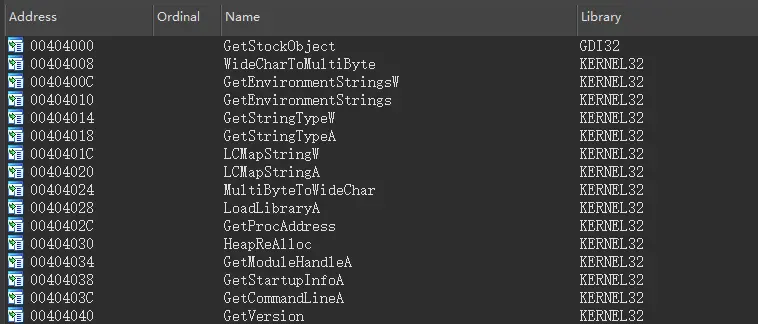 Address Ordinal Name Library
00404000 GetStockObject GDI32
00404008 WideCharToMultiByte KERNEL32
0040400C GetEnvironmentStringsW KERNEL32
00404010 GetEnvironmentStrings KERNEL32
00404014 GetStringTypeW KERNEL32
00404018 GetStringTypeA KERNEL32
0040401C LCMapStringW KERNEL32
00404020 LCMapStringA KERNEL32
00404024 MultiByteToWideChar KERNEL32
00404028 LoadLibraryA KERNEL32
0040402C GetProcAddress KERNEL32
00404030 HeapReAlloc KERNEL32
00404034 GetModuleHandleA KERNEL32
00404038 GetStartupInfoA KERNEL32
0040403C GetCommandLineA KERNEL32
00404040 GetVersion KERNEL32